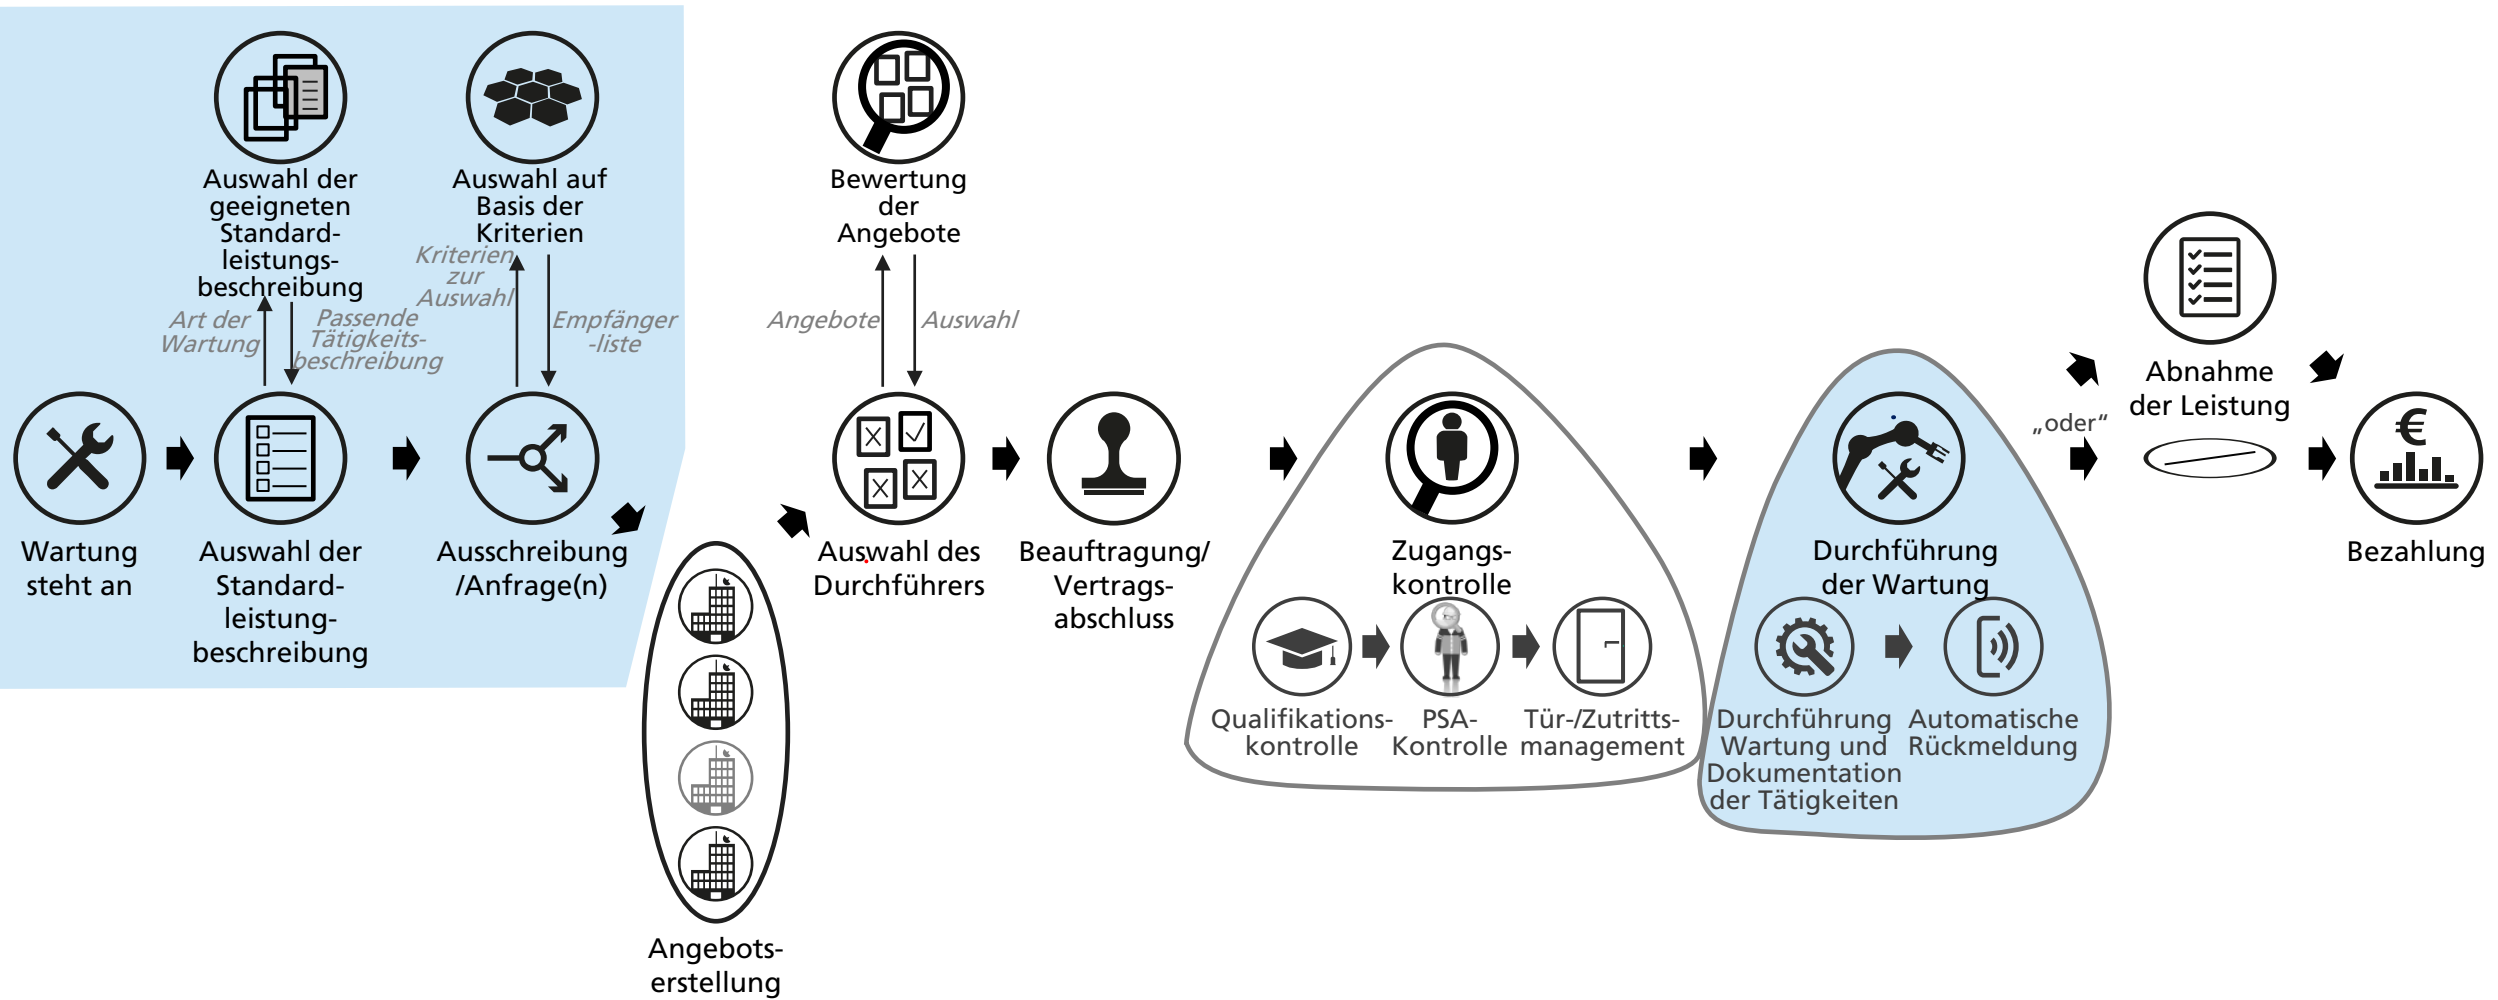 Auswahl der
geeigneten
Standard-
leistungs-
beschreibung
Auswahl auf
Basis der
Kriterien
Bewertung
der
Angebote
Art der
Wartung
Passende
Tätigkeits-
beschreibung
Kriterien
zur
Auswahl
Empfänger
-liste
Angebote
Auswahl
Wartung
steht an
Auswahl der
Standard-
leistung-
beschreibung
Ausschreibung
/Anfrage(n)
Angebots-
erstellung
Auswahl des
Durchführers
Beauftragung/
Vertrags-
abschluss
Zugangs-
kontrolle
Qualifikations-
kontrolle
PSA-
Kontrolle
Tür-/Zutritts-
management
Durchführung
der Wartung
Durchführung
Wartung und
Dokumentation
der Tätigkeiten
Automatische
Rückmeldung
„oder“
Abnahme
der Leistung
€
Bezahlung